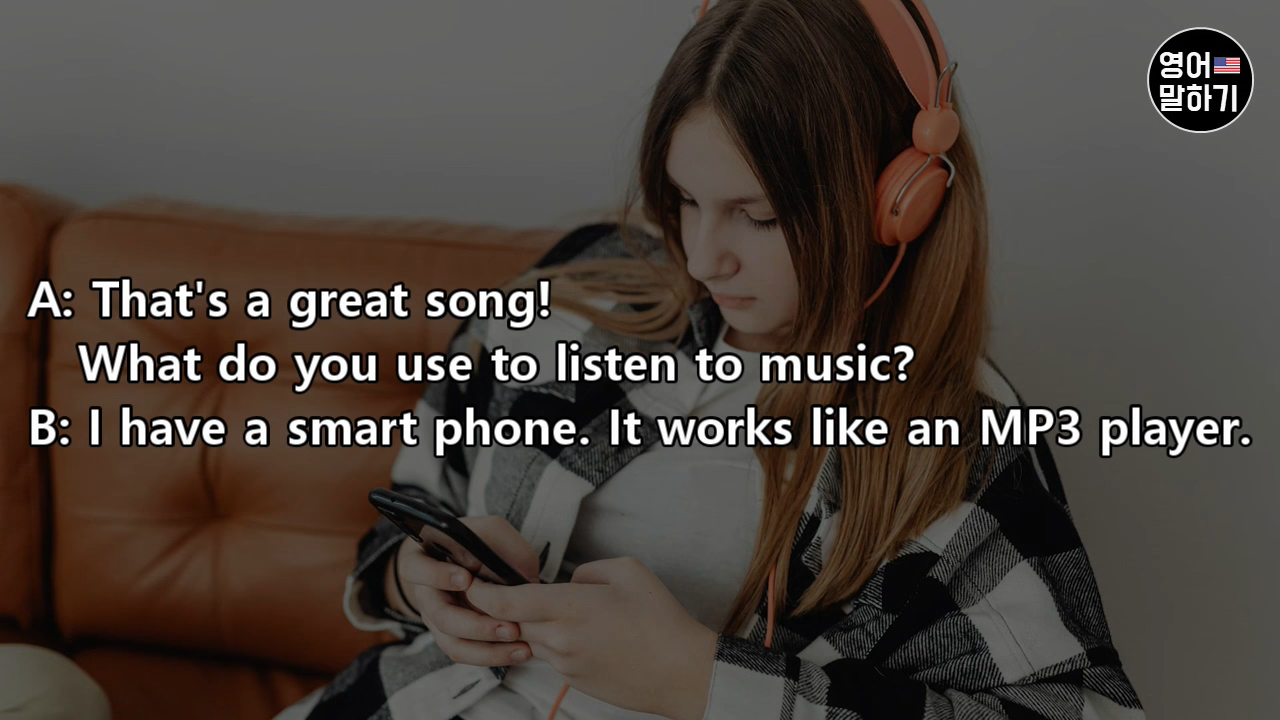 영어
말하기
A: That's a great song!
What do you use to listen to music?
B: I have a smart phone. It works like an MP3 player.